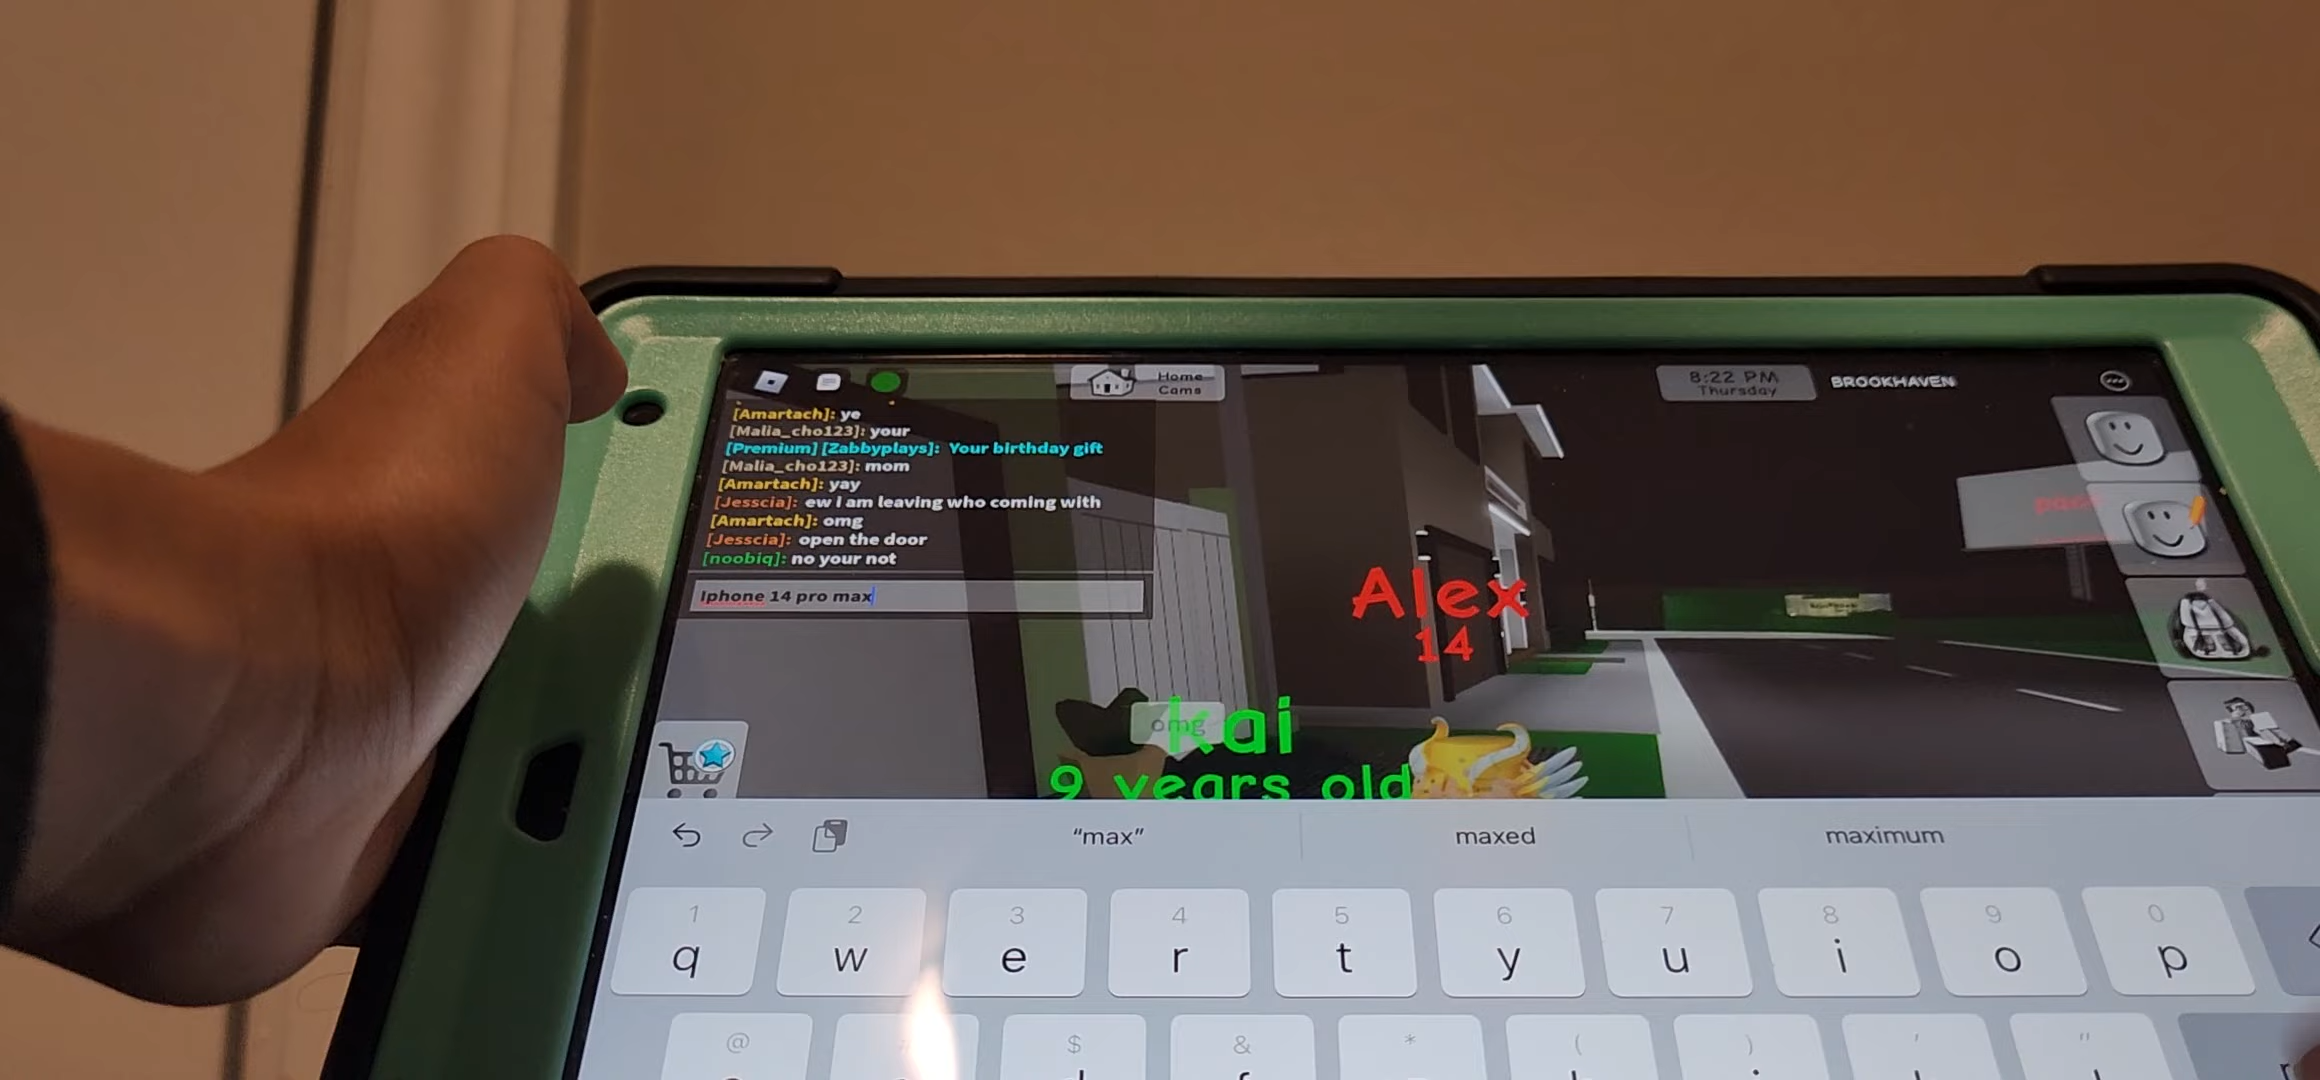 Home
Cams
8:22 PM
Thursday
BROOKHAVEN
[Amartach]: ye
[Malia_cho123]: your
[Premium] [Zabbyplays]: Your birthday gift
[Malia_cho123]: mom
[Amartach]: yay
[Jesscia]: ew i am leaving who coming with
[Amartach]: omg
[Jesscia]: open the door
[noobiq]: no your not
Iphone 14 pro max
Alex
14
omg
kai
9 years old
“max” maxed maximum
1 2 3 4 5 6 7 8 9 0
q w e r t y u i o p
@ $ & * ( ) ' "